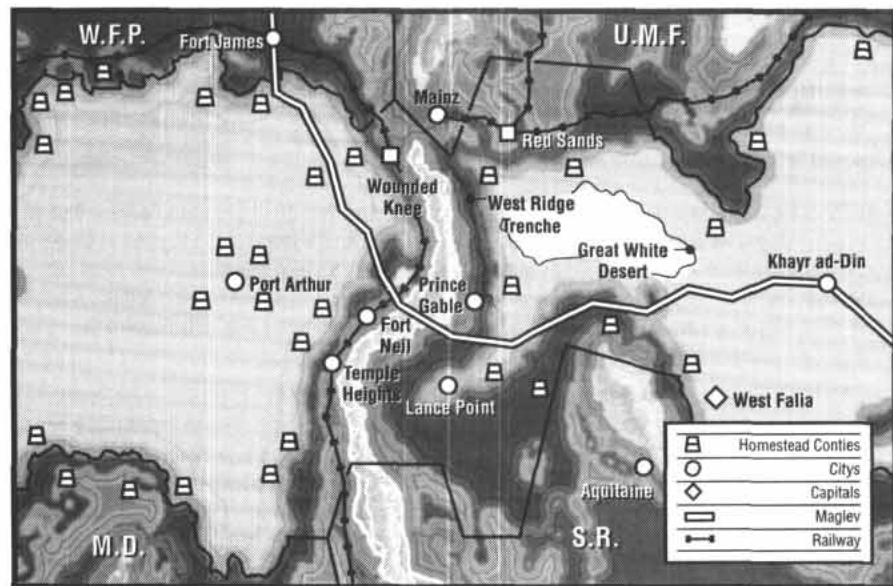 W.F.P.
Fort James
U.M.F.
Mainz
Red Sands
Wounded
Kneg
West Ridge
Trenche
Great White
Desert
Khayr ad-Din
Port Arthur
Prince
Gable
Fort
Neil
Temple
Heights
Lance Point
West Falia
Aquitaine
M.D.
S.R.
Homestead Conties
Citys
Capitals
Maglev
Railway